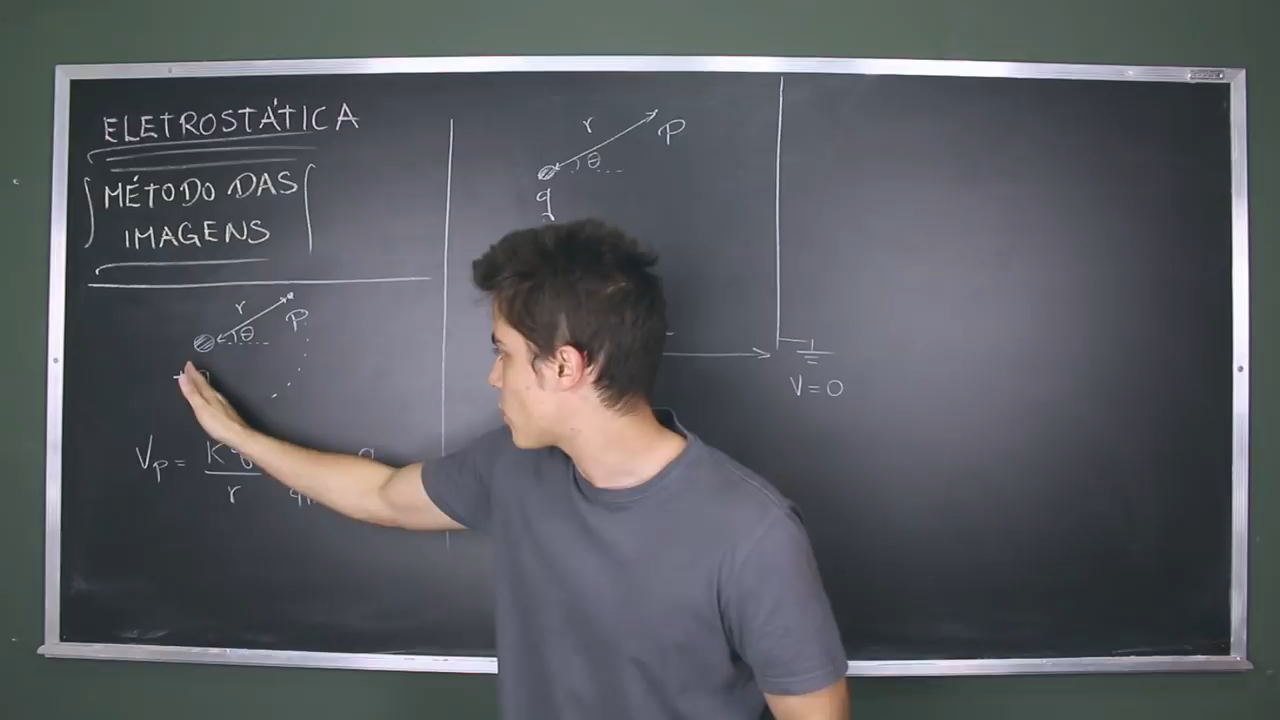 ELETROSTÁTICA
MÉTODO DAS
IMAGENS
r
θ
P
Vp = K
r
r
θ
P
q
V=0